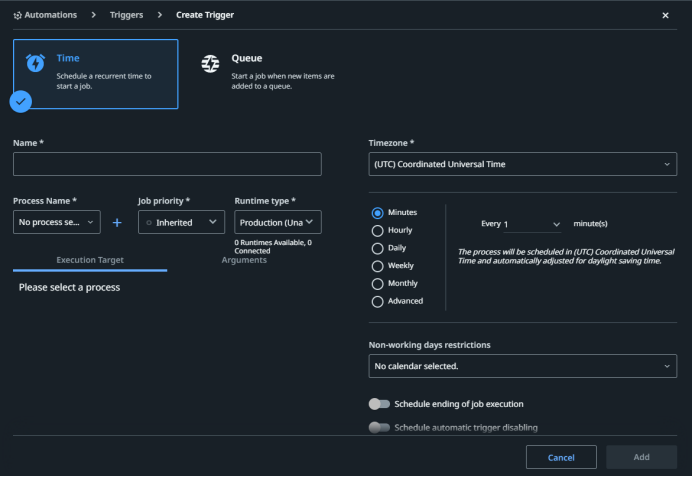 Automations > Triggers > Create Trigger ×
Time
Schedule a recurrent time to
start a job.
Queue
Start a job when new items are
added to a queue.
Name *
Timezone *
(UTC) Coordinated Universal Time
Process Name *
Job priority *
Runtime type *
No process se...
+
Inherited
Production (Una
0 Runtimes Available, 0
Connected
Execution Target
Arguments
Please select a process
Minutes
Hourly
Daily
Weekly
Monthly
Advanced
Every 1 minute(s)
The process will be scheduled in (UTC) Coordinated Universal
Time and automatically adjusted for daylight saving time.
Non-working days restrictions
No calendar selected.
Schedule ending of job execution
Schedule automatic trigger disabling
Cancel
Add